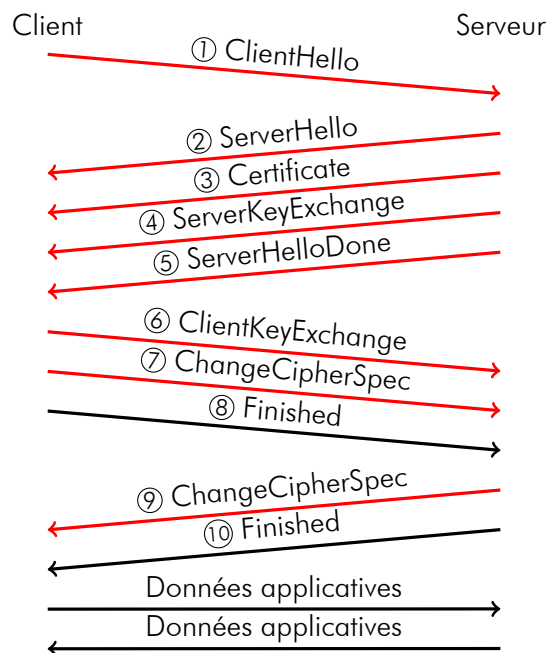 Client
Serveur
① ClientHello
② ServerHello
③ Certificate
④ ServerKeyExchange
⑤ ServerHelloDone
⑥ ClientKeyExchange
⑦ ChangeCipherSpec
⑧ Finished
⑨ ChangeCipherSpec
⑩ Finished
Données applicatives
Données applicatives